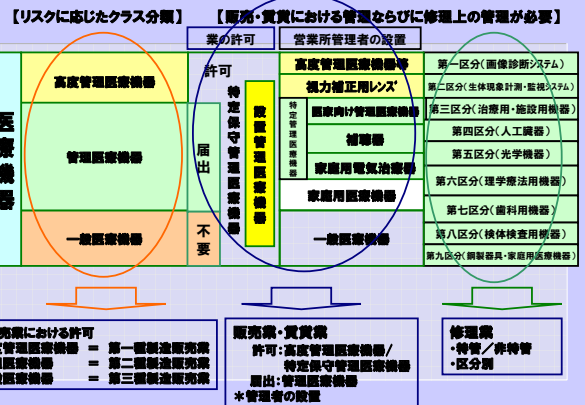 【リスクに応じたクラス分類】
【販売・賃貸における管理ならびに修理上の管理が必要】
業の許可
営業所管理者の設置
医療機器
高度管理医療機器
管理医療機器
一般医療機器
許可
届出
不要
特定保守管理医療機器
設置管理医療機器
高度管理医療機器等
視力補正用レンズ
特定管理医療機器
医家向け管理医療機器
補聴器
家庭用電気治療器
家庭用医療機器
一般医療機器
第一区分(画像診断システム)
第二区分(生体現象計測・監視システム)
第三区分(治療用・施設用機器)
第四区分(人工臓器)
第五区分(光学機器)
第六区分(理学療法用機器)
第七区分(歯科用機器)
第八区分(検体検査用機器)
第九区分(鋼製器具・家庭用医療機器)
売業における許可
管理医療機器 = 第一種製造販売業
医療機器 = 第二種製造販売業
医療機器 = 第三種製造販売業
販売業・賃貸業
許可:高度管理医療機器/
特定保守管理医療機器
届出:管理医療機器
*管理者の設置
修理業
・特管/非特管
・区分別